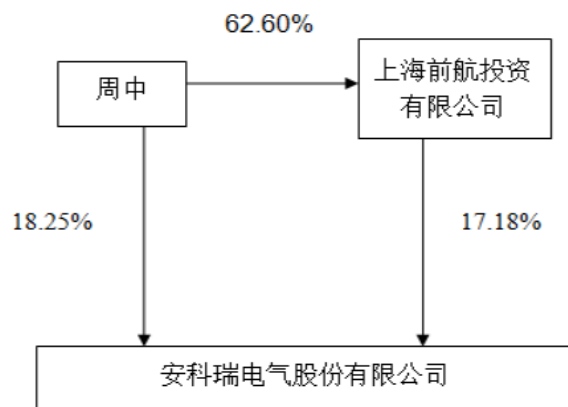 62.60%
周中
上海前航投资
有限公司
18.25%
17.18%
安科瑞电气股份有限公司